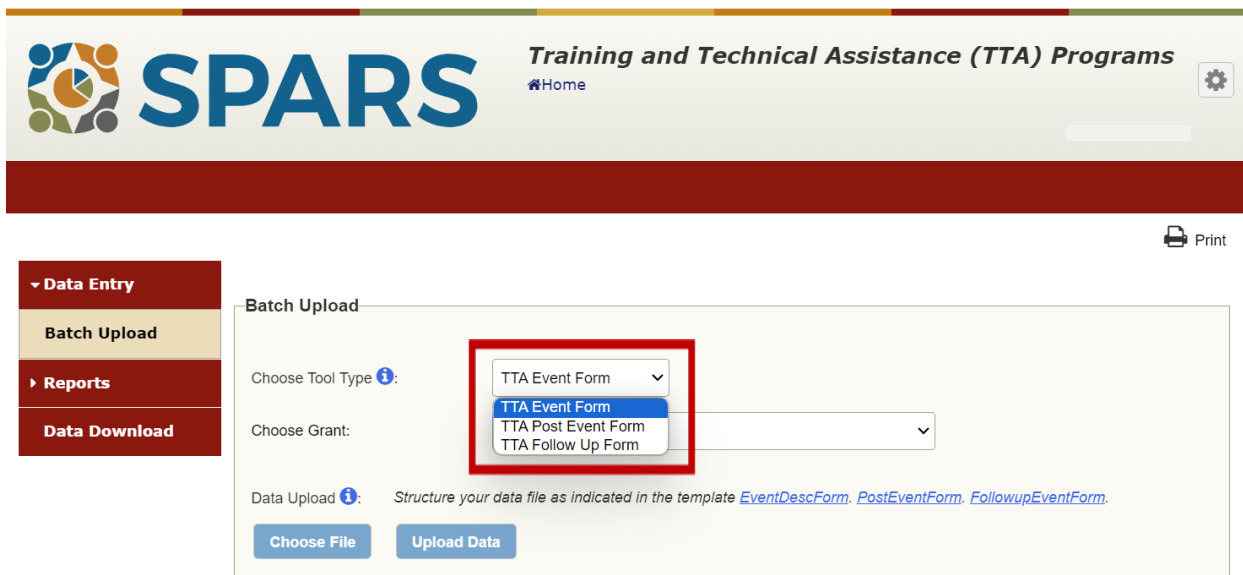 SPARS
Training and Technical Assistance (TTA) Programs
Home
Print
Data Entry
Batch Upload
Reports
Data Download
Batch Upload
Choose Tool Type :
TTA Event Form
TTA Event Form
TTA Post Event Form
TTA Follow Up Form
Choose Grant:
Data Upload : Structure your data file as indicated in the template EventDescForm. PostEventForm. FollowupEventForm.
Choose File Upload Data